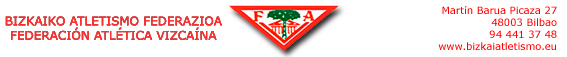 BIZKAIKO ATLETISMO FEDERAZIOA
FEDERACIÓN ATLÉTICA VIZCAÍNA
F A
Martín Barua Picaza 27
48003 Bilbao
94 441 37 48
www.bizkaiatletismo.eu